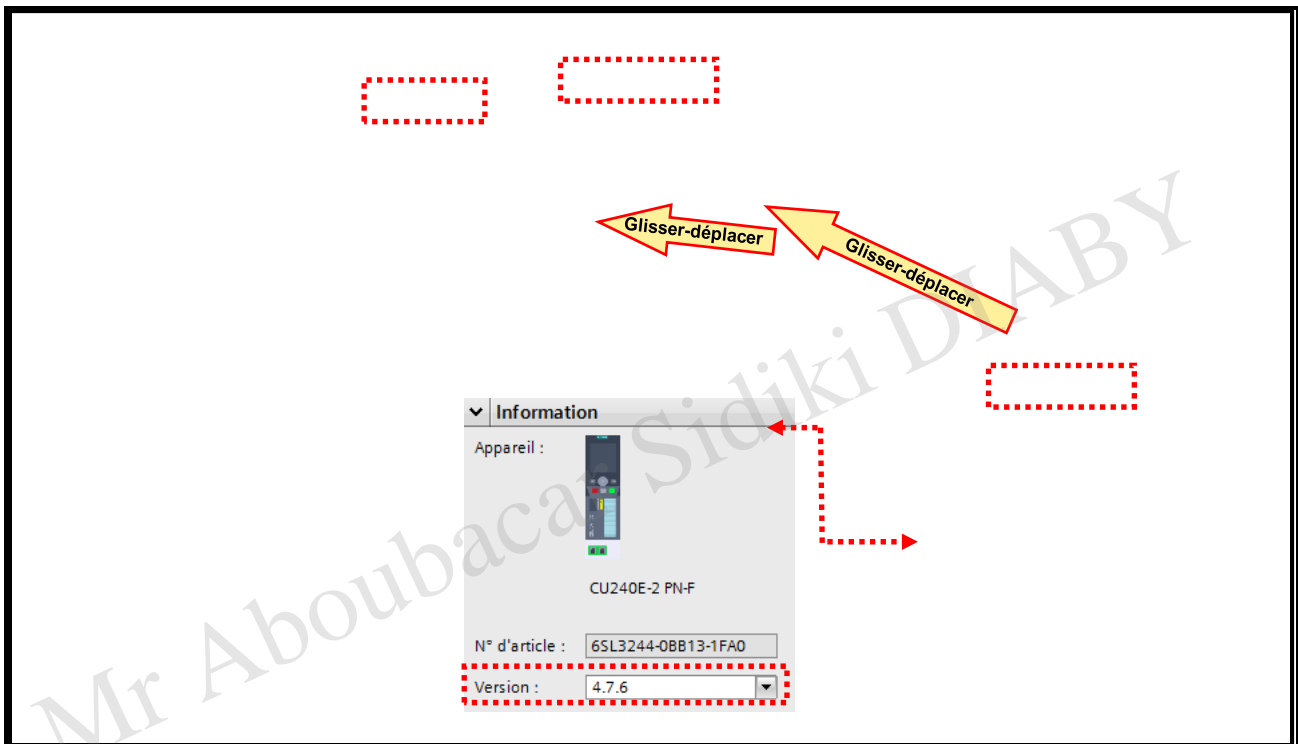 Glisser-déplacer
Glisser-déplacer
Information
Appareil :
CU240E-2 PN-F
N° d'article : 6SL3244-0BB13-1FA0
Version : 4.7.6
Mr Aboubacar Sidiki DIABY